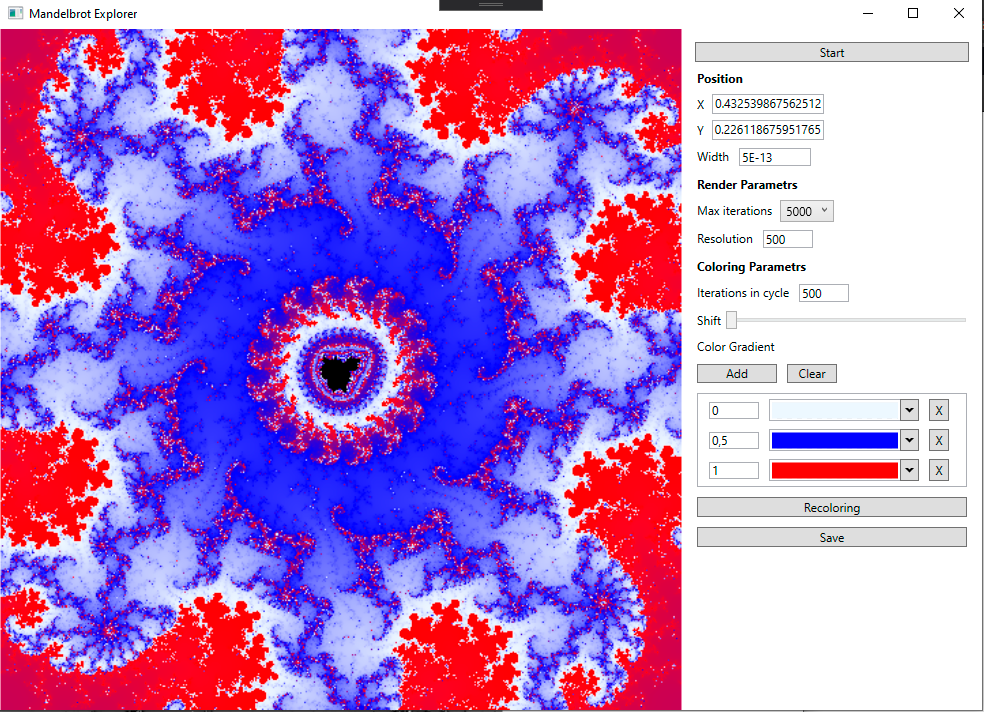 Mandelbrot Explorer
Start
Position
X 0.432539867562512
Y 0.226118675951765
Width 5E-13
Render Parametrs
Max iterations 5000
Resolution 500
Coloring Parametrs
Iterations in cycle 500
Shift
Color Gradient
Add Clear
0 X
0,5 X
1 X
Recoloring
Save